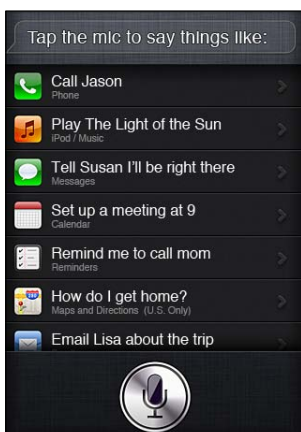 Tap the mic to say things like:
Call Jason
Phone
Play The Light of the Sun
iPod / Music
Tell Susan I'll be right there
Messages
Set up a meeting at 9
Calendar
Remind me to call mom
Reminders
How do I get home?
Maps and Directions (U.S. Only)
Email Lisa about the trip